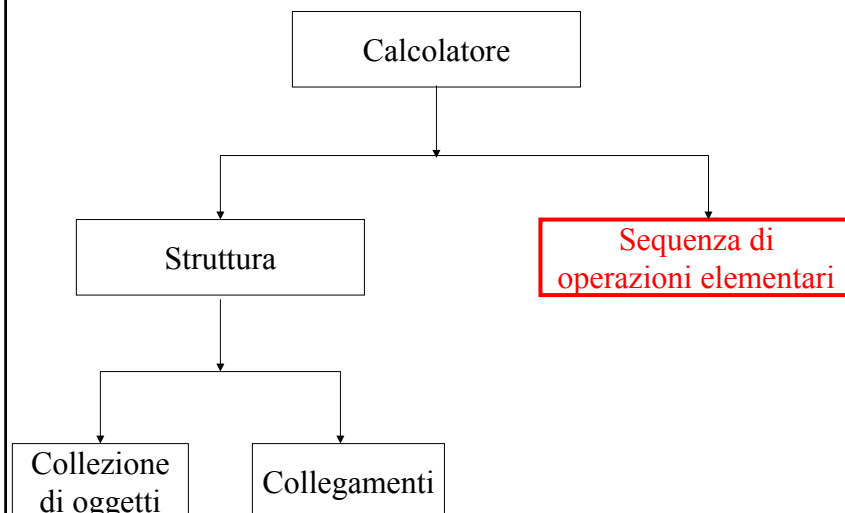 Calcolatore
Struttura
Sequenza di
operazioni elementari
Collezione
di oggetti
Collegamenti